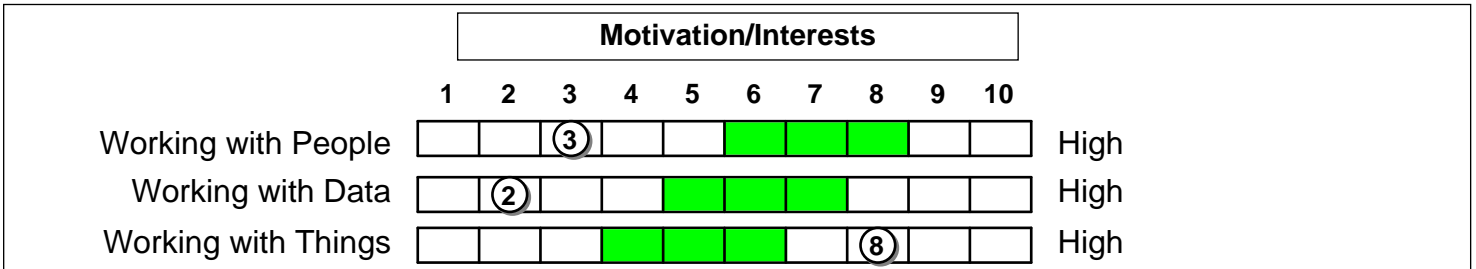 Motivation/Interests
1 2 3 4 5 6 7 8 9 10
Working with People 3 High
Working with Data 2 High
Working with Things 8 High